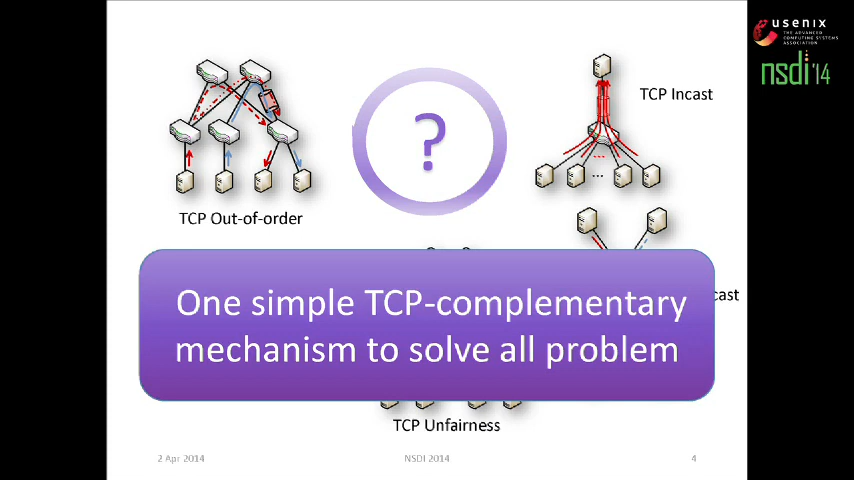 usenix
THE ADVANCED
COMPUTING SYSTEMS
ASSOCIATION
nsdi'14
TCP Incast
?
...
...
TCP Out-of-order
cast
One simple TCP-complementary
mechanism to solve all problem
TCP Unfairness
2 Apr 2014
NSDI 2014
4